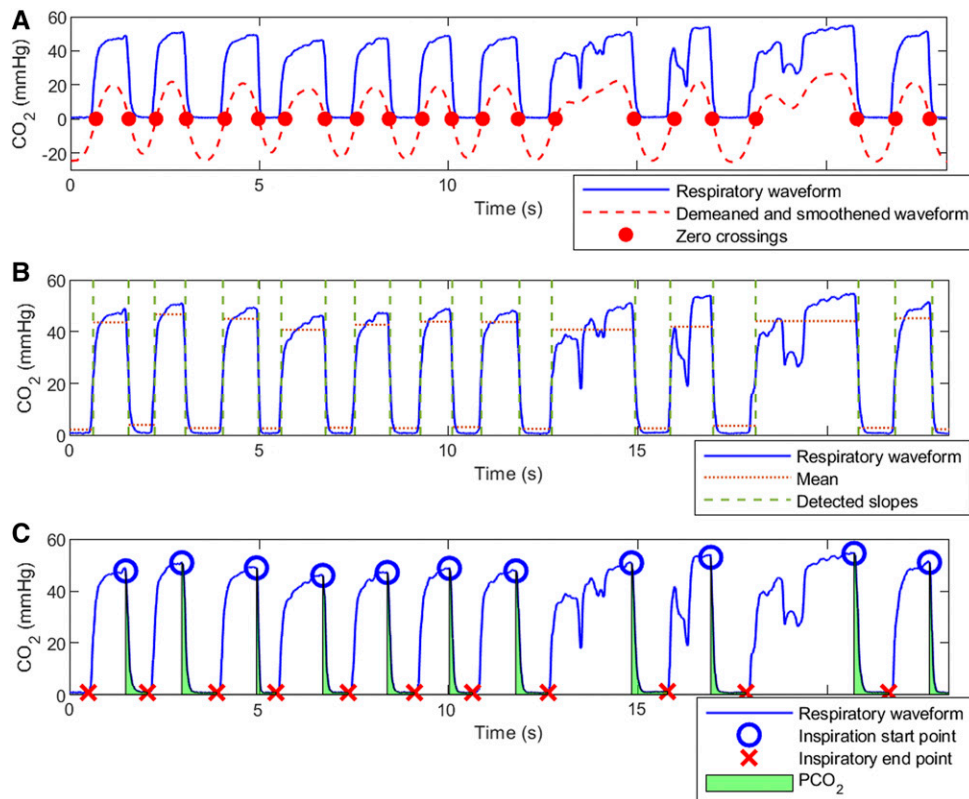 A
CO2 (mmHg)
60
40
20
0
-20
0 5 10
Time (s)
Respiratory waveform
Demeaned and smoothened waveform
Zero crossings
B
CO2 (mmHg)
60
40
20
0
0 5 10 15
Time (s)
Respiratory waveform
Mean
Detected slopes
C
CO2 (mmHg)
60
40
20
0
0 5 10 15
Time (s)
Respiratory waveform
Inspiration start point
Inspiratory end point
PCO2